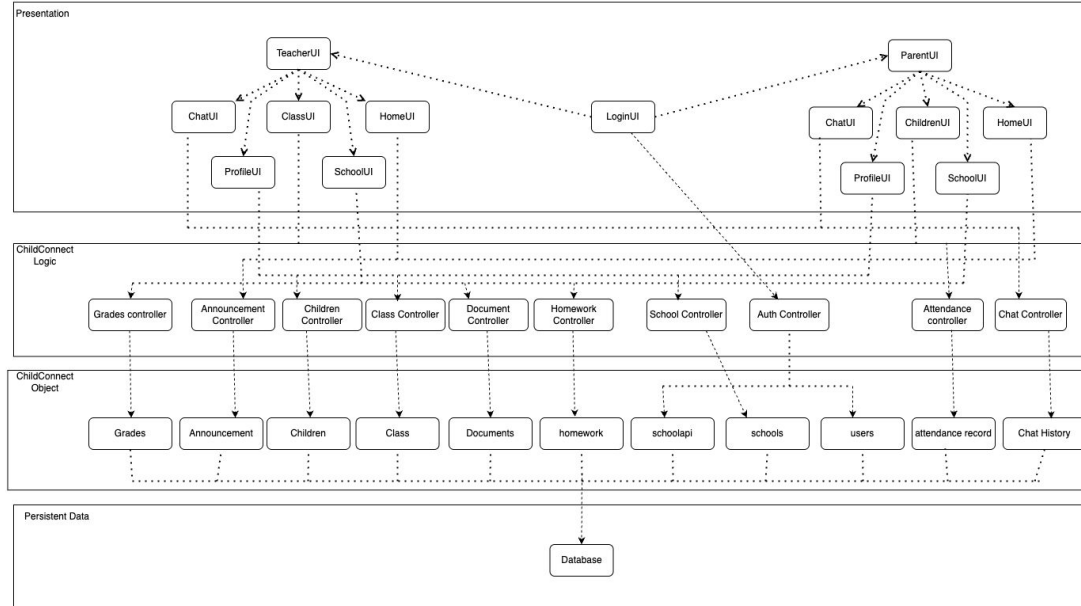 Presentation
TeacherUI
ParentUI
ChatUI
ClassUI
HomeUI
LoginUI
ChatUI
ChildrenUI
HomeUI
ProfileUI
SchoolUI
ProfileUI
SchoolUI
ChildConnect
Logic
Grades controller
Announcement
Controller
Children
Controller
Class Controller
Document
Controller
Homework
Controller
School Controller
Auth Controller
Attendance
controller
Chat Controller
ChildConnect
Object
Grades
Announcement
Children
Class
Documents
homework
schoolapi
schools
users
attendance record
Chat History
Persistent Data
Database